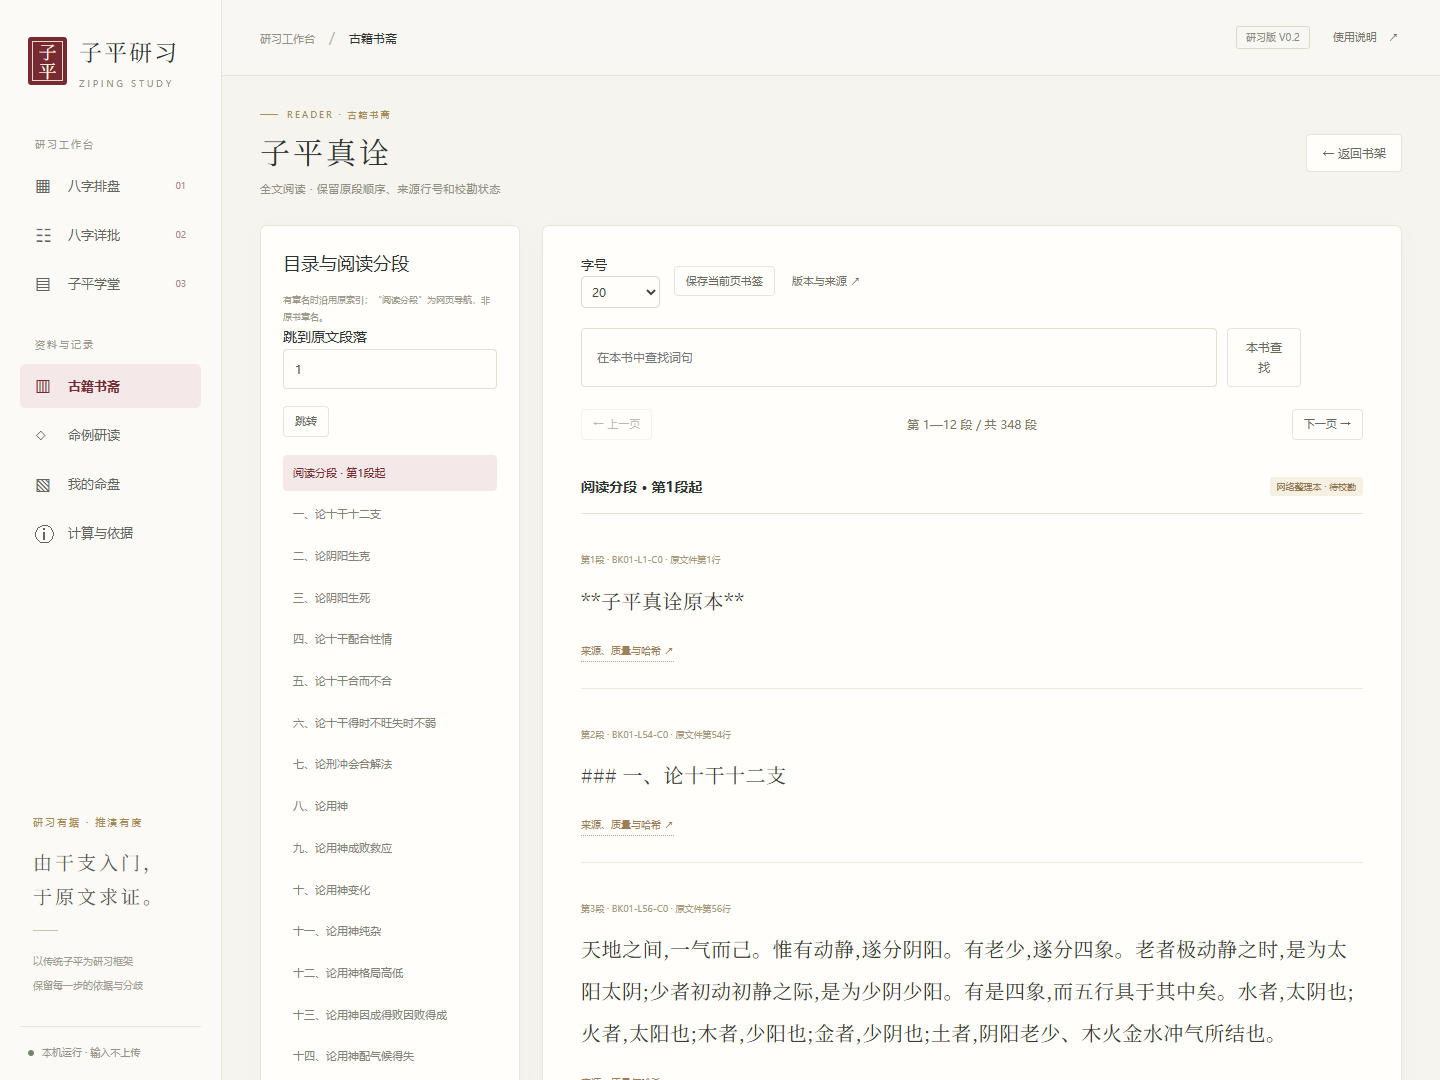 子平
子平研习
ZIPING STUDY
研习工作台
八字排盘 01
八字详批 02
子平学堂 03
资料与记录
古籍书斋
命例研读
我的命盘
计算与依据
研习有据 · 推演有度
由干支入门，
于原文求证。
以传统子平为研习框架
保留每一步的依据与分歧
本机运行 · 输入不上传
研习工作台 / 古籍书斋
研习版 V0.2
使用说明 ↗
READER · 古籍书斋
子平真诠
全文阅读 · 保留原段顺序、来源行号和校勘状态
← 返回书架
目录与阅读分段
有章名时沿用原索引；“阅读分段”为网页导航，非
原书章名。
跳到原文段落
1
跳转
阅读分段 · 第1段起
一、论十干十二支
二、论阴阳生克
三、论阴阳生死
四、论十干配合性情
五、论十干合而不合
六、论十干得时不旺失时不弱
七、论刑冲会合解法
八、论用神
九、论用神成败救应
十、论用神变化
十一、论用神纯杂
十二、论用神格局高低
十三、论用神因成得败因败得成
十四、论用神配气候得失
字号
20
保存当前页书签
版本与来源 ↗
在本书中查找词句
本书查
找
← 上一页
第 1—12 段 / 共 348 段
下一页 →
阅读分段 • 第1段起
网络整理本 · 待校勘
第1段 · BK01-L1-C0 · 原文件第1行
**子平真诠原本**
来源、质量与哈希 ↗
第2段 · BK01-L54-C0 · 原文件第54行
### 一、论十干十二支
来源、质量与哈希 ↗
第3段 · BK01-L56-C0 · 原文件第56行
天地之间,一气而己。惟有动静,遂分阴阳。有老少,遂分四象。老者极动静之时,是为太
阳太阴;少者初动初静之际,是为少阴少阳。有是四象,而五行具于其中矣。水者,太阴也;
火者,太阳也;木者,少阳也;金者,少阴也;土者,阴阳老少、木火金水冲气所结也。